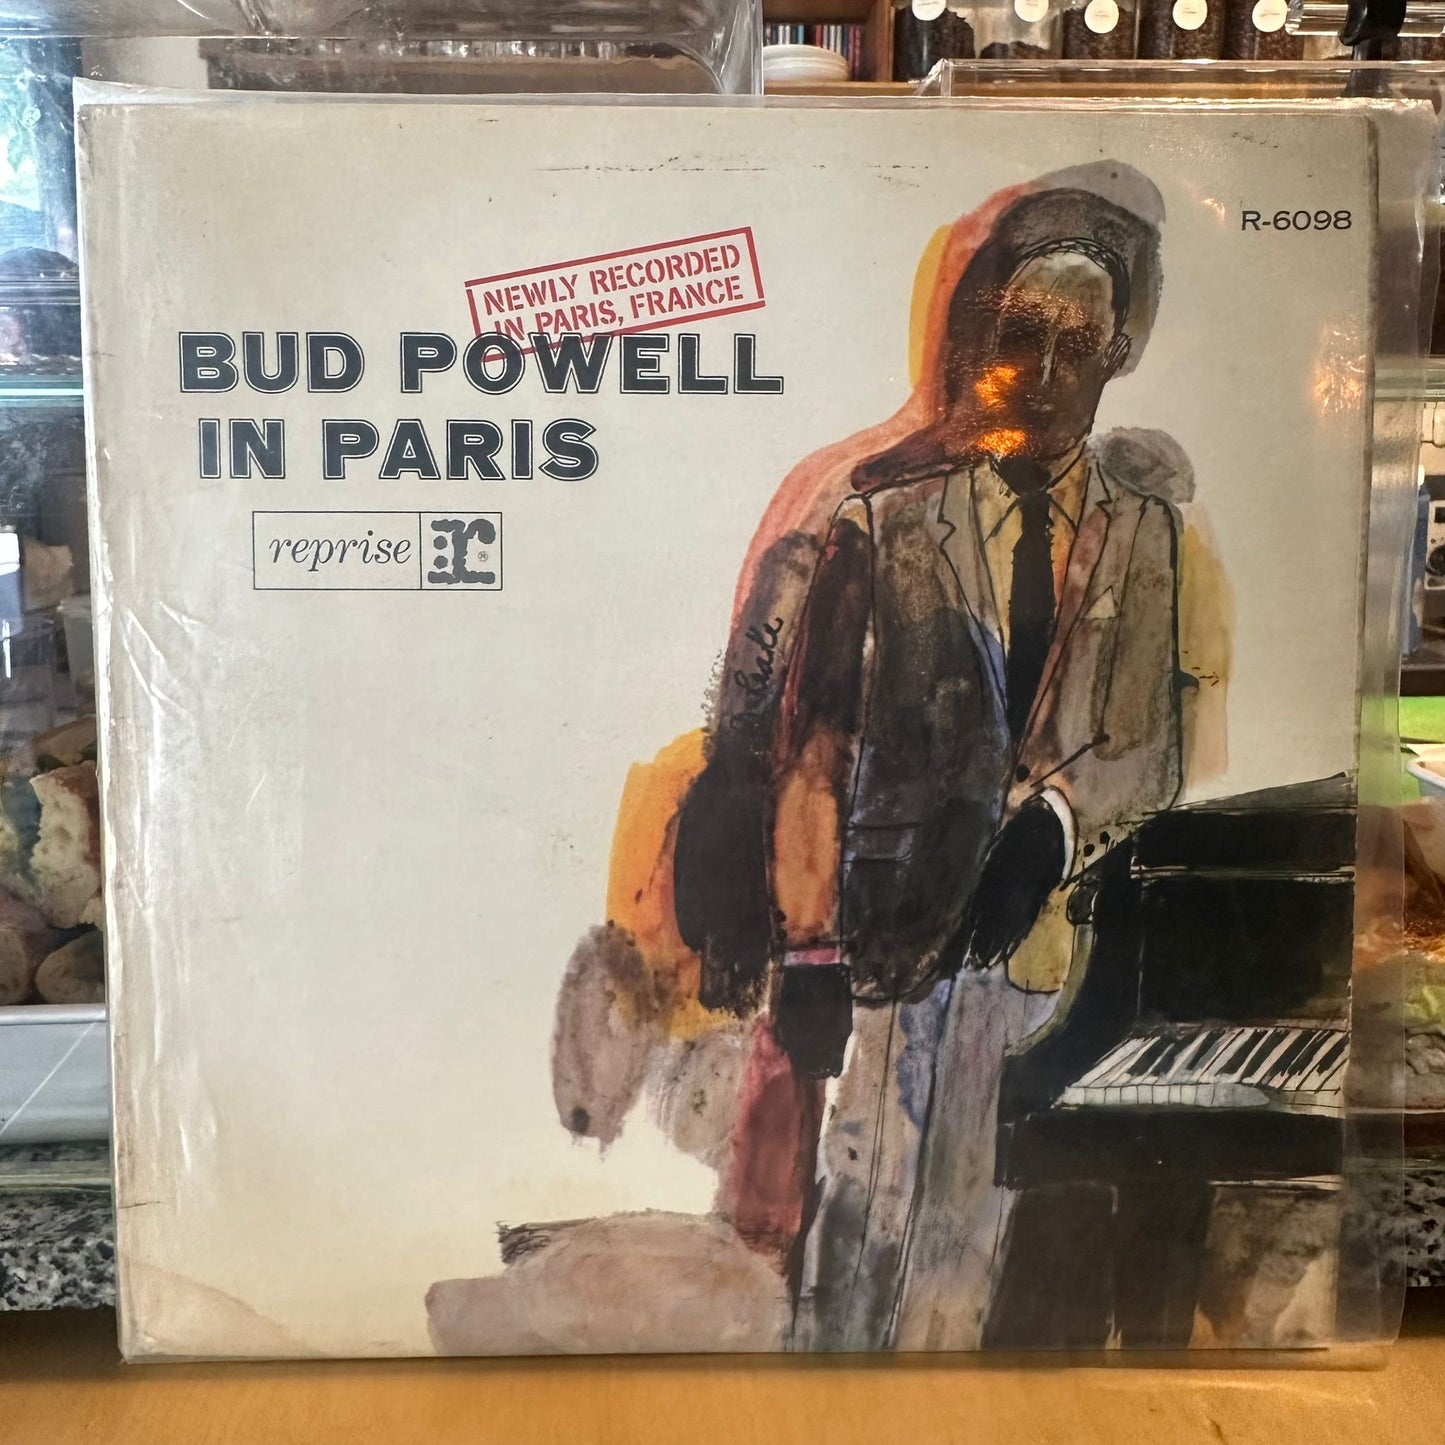 NEWLY RECORDED
IN PARIS, FRANCE
R-6098
BUD POWELL
IN PARIS
reprise r ®